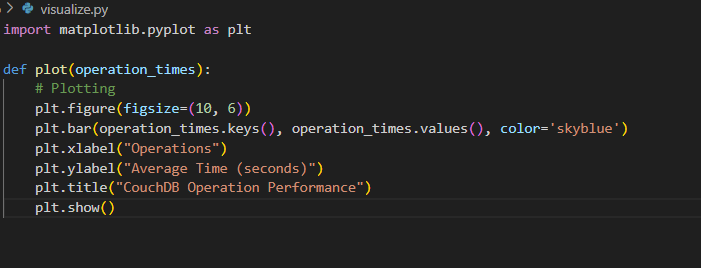 > visualize.py
import matplotlib.pyplot as plt
def plot(operation_times):
    # Plotting
    plt.figure(figsize=(10, 6))
    plt.bar(operation_times.keys(), operation_times.values(), color='skyblue')
    plt.xlabel("Operations")
    plt.ylabel("Average Time (seconds)")
    plt.title("CouchDB Operation Performance")
    plt.show()